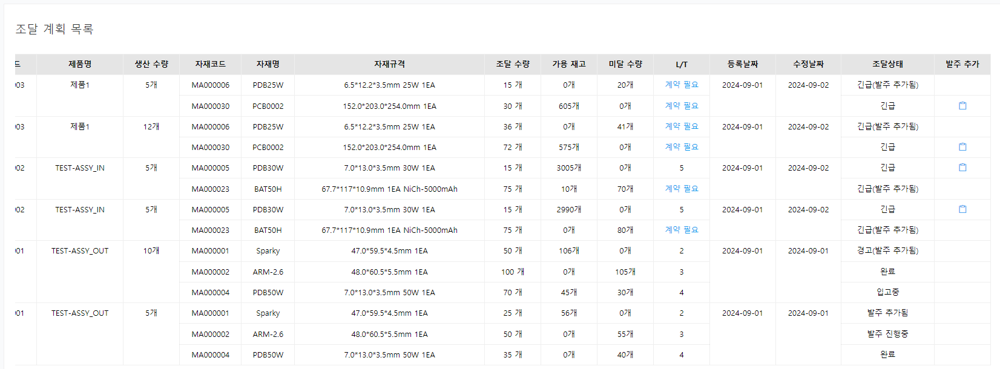 조달 계획 목록
드 제품명 생산 수량 자재코드 자재명 자재규격 조달 수량 가용 재고 미달 수량 L/T 등록날짜 수정날짜 조달상태 발주 추가
03 제품1 5개 MA000006 PDB25W 6.5*12.2*3.5mm 25W 1EA 15 개 0개 20개 계약 필요 2024-09-01 2024-09-02 긴급(발주 추가됨)
MA000030 PCB0002 152.0*203.0*254.0mm 1EA 30 개 605개 0개 계약 필요 긴급
03 제품1 12개 MA000006 PDB25W 6.5*12.2*3.5mm 25W 1EA 36 개 0개 41개 계약 필요 2024-09-01 2024-09-02 긴급(발주 추가됨)
MA000030 PCB0002 152.0*203.0*254.0mm 1EA 72 개 575개 0개 계약 필요 긴급
02 TEST-ASSY_IN 5개 MA000005 PDB30W 7.0*13.0*3.5mm 30W 1EA 15 개 3005개 0개 5 2024-09-01 2024-09-02 긴급
MA000023 BAT50H 67.7*117*10.9mm 1EA NiCh-5000mAh 75 개 10개 70개 계약 필요 긴급(발주 추가됨)
02 TEST-ASSY_IN 5개 MA000005 PDB30W 7.0*13.0*3.5mm 30W 1EA 15 개 2990개 0개 5 2024-09-01 2024-09-02 긴급
MA000023 BAT50H 67.7*117*10.9mm 1EA NiCh-5000mAh 75 개 0개 80개 계약 필요 긴급(발주 추가됨)
01 TEST-ASSY_OUT 10개 MA000001 Sparky 47.0*59.5*4.5mm 1EA 50 개 106개 0개 2 2024-09-01 2024-09-01 경고(발주 추가됨)
MA000002 ARM-2.6 48.0*60.5*5.5mm 1EA 100 개 0개 105개 3 완료
MA000004 PDB50W 7.0*13.0*3.5mm 50W 1EA 70 개 45개 30개 4 입고중
01 TEST-ASSY_OUT 5개 MA000001 Sparky 47.0*59.5*4.5mm 1EA 25 개 56개 0개 2 2024-09-01 2024-09-01 발주 추가됨
MA000002 ARM-2.6 48.0*60.5*5.5mm 1EA 50 개 0개 55개 3 발주 진행중
MA000004 PDB50W 7.0*13.0*3.5mm 50W 1EA 35 개 0개 40개 4 완료